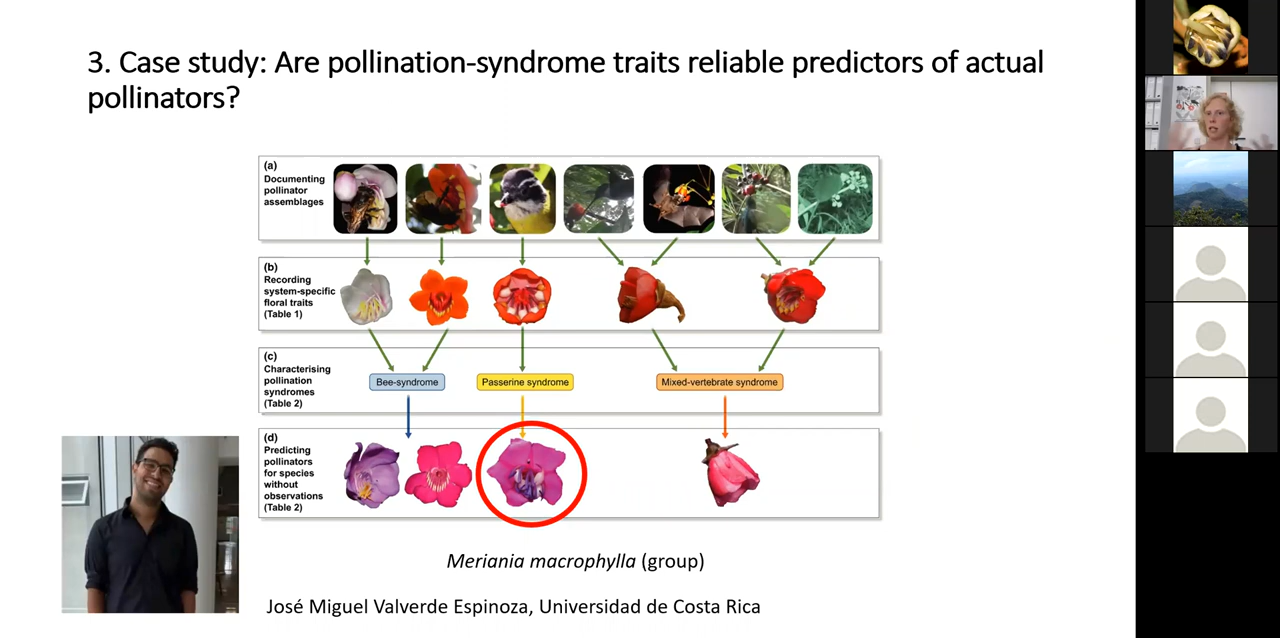 3. Case study: Are pollination-syndrome traits reliable predictors of actual
pollinators?
(a)
Documenting
pollinator
assemblages
(b)
Recording
system-specific
floral traits
(Table 1)
(c)
Characterising
pollination
syndromes
(Table 2)
Bee-syndrome
Passerine syndrome
Mixed-vertebrate syndrome
(d)
Predicting
pollinators
for species
without
observations
(Table 2)
Meriania macrophylla (group)
José Miguel Valverde Espinoza, Universidad de Costa Rica